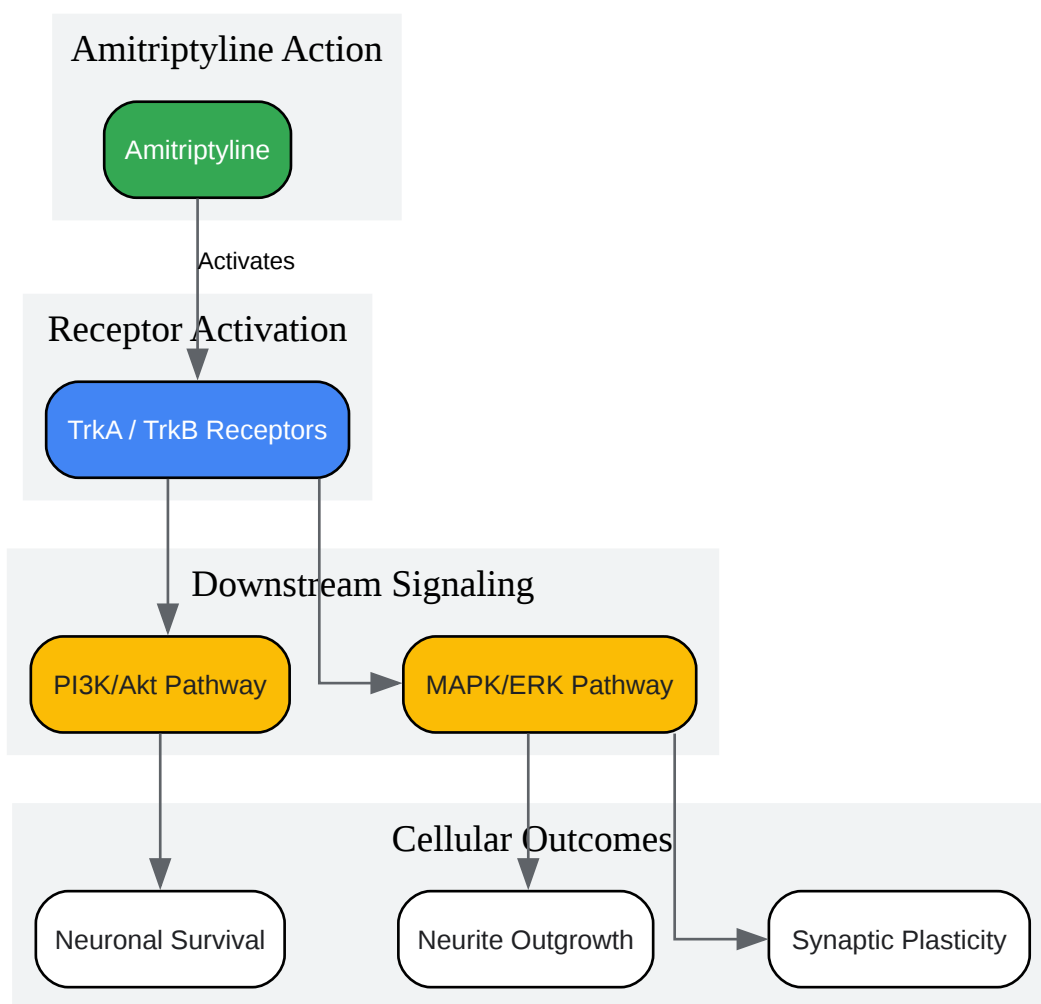 Amitriptyline Action
Amitriptyline
Activates
Receptor Activation
TrkA / TrkB Receptors
Downstream Signaling
PI3K/Akt Pathway
MAPK/ERK Pathway
Cellular Outcomes
Neuronal Survival
Neurite Outgrowth
Synaptic Plasticity